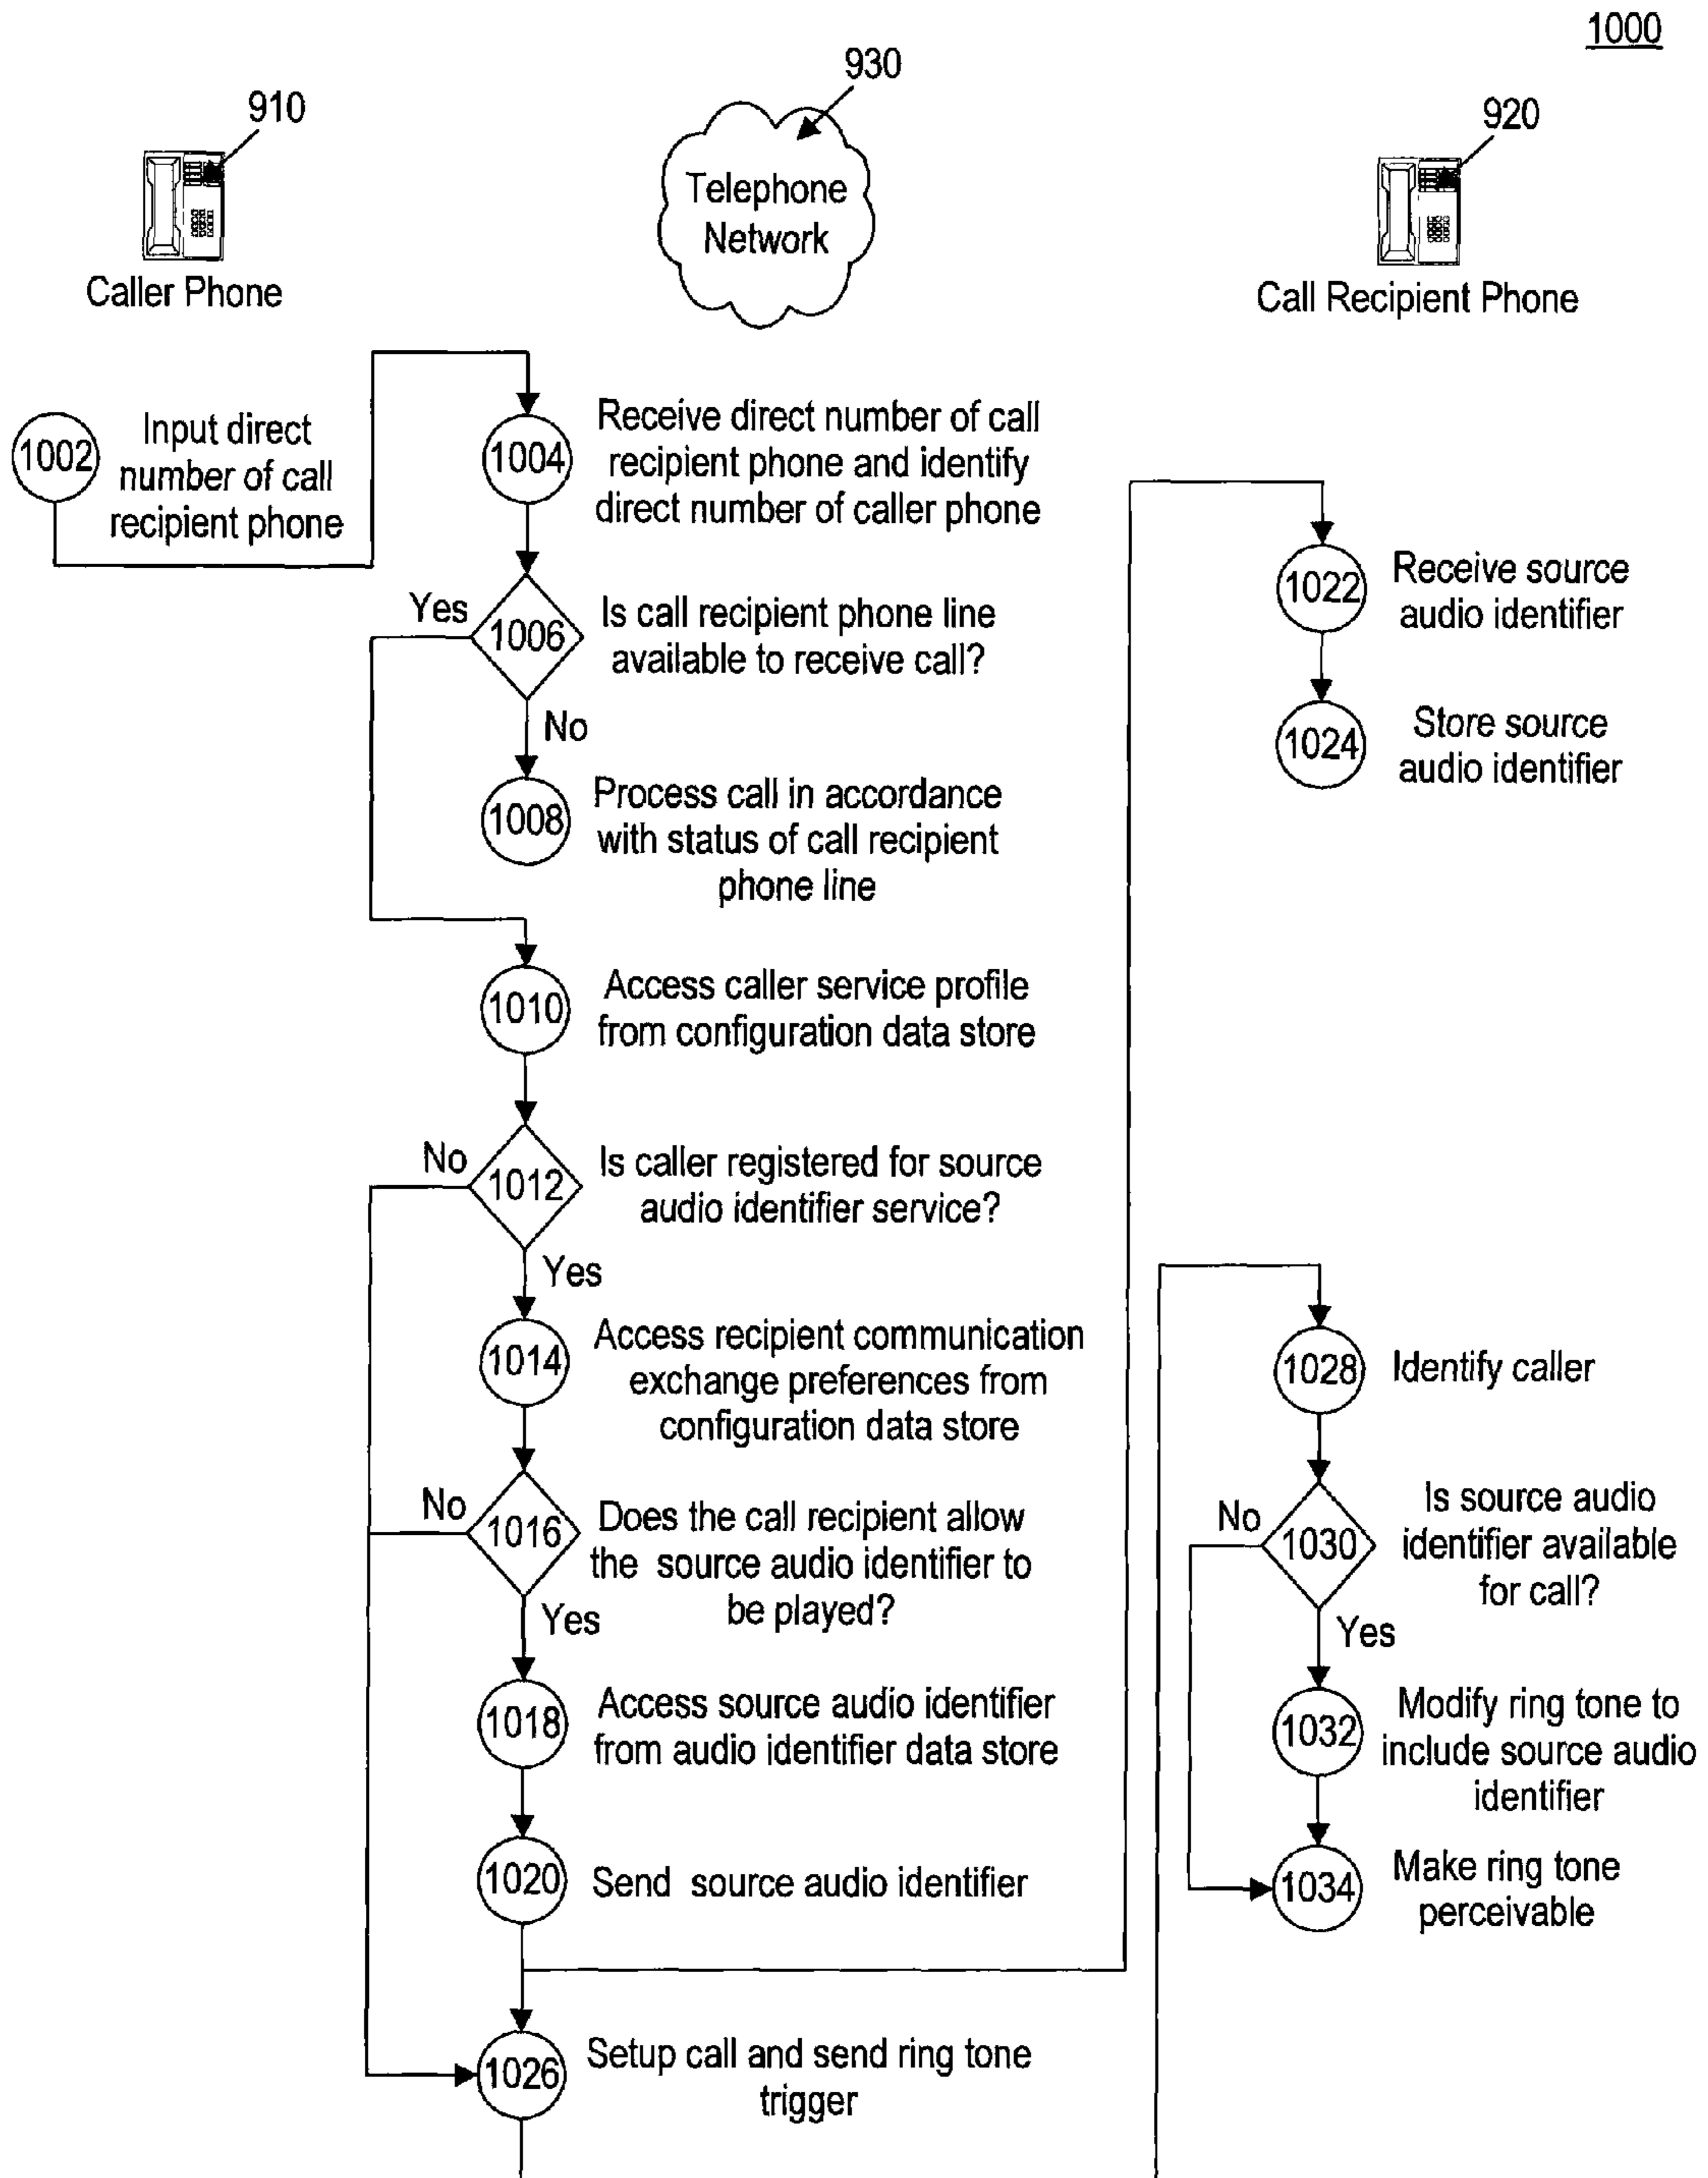 1000
910
930
920
Telephone
Network
Caller Phone
Call Recipient Phone
1002
Input direct
number of call
recipient phone
1004
Receive direct number of call
recipient phone and identify
direct number of caller phone
Yes
1006
Is call recipient phone line
available to receive call?
No
1008
Process call in accordance
with status of call recipient
phone line
1010
Access caller service profile
from configuration data store
No
1012
Is caller registered for source
audio identifier service?
Yes
1014
Access recipient communication
exchange preferences from
configuration data store
No
1016
Does the call recipient allow
the source audio identifier to
be played?
Yes
1018
Access source audio identifier
from audio identifier data store
1020
Send source audio identifier
1026
Setup call and send ring tone
trigger
1022
Receive source
audio identifier
1024
Store source
audio identifier
1028
Identify caller
No
1030
Is source audio
identifier available
for call?
Yes
1032
Modify ring tone to
include source audio
identifier
1034
Make ring tone
perceivable